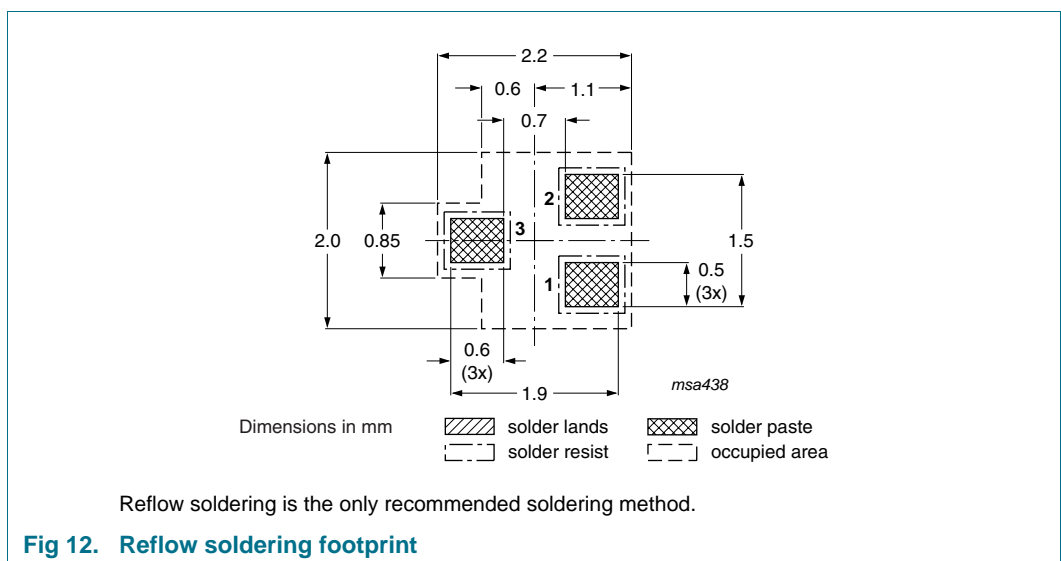 2.2
0.6 1.1
0.7
2
2.0 0.85 3 1.5
1 0.5
(3x)
0.6
(3x)
1.9
msa438
Dimensions in mm solder lands solder paste
solder resist occupied area
Reflow soldering is the only recommended soldering method.
Fig 12. Reflow soldering footprint